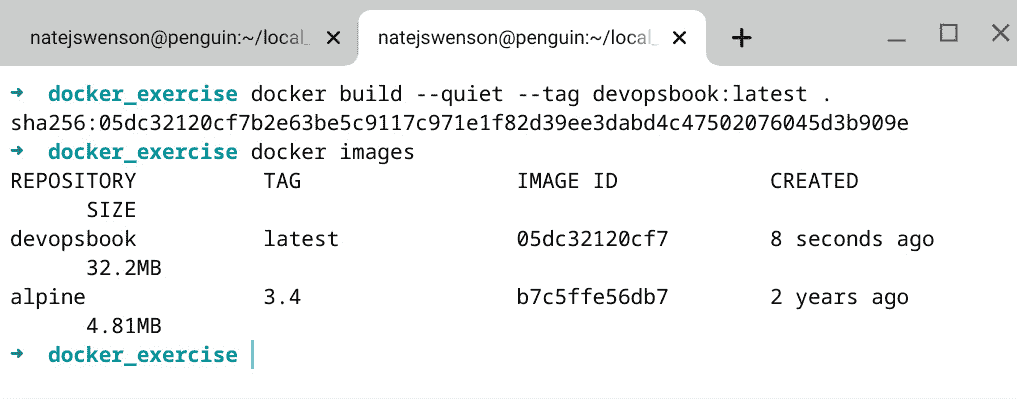 natejswenson@penguin:~/local_ natejswenson@penguin:~/local_
➜ docker_exercise docker build --quiet --tag devopsbook:latest .
sha256:05dc32120cf7b2e63be5c9117c971e1f82d39ee3dabd4c47502076045d3b909e
➜ docker_exercise docker images
REPOSITORY TAG IMAGE ID CREATED
SIZE
devopsbook latest 05dc32120cf7 8 seconds ago
32.2MB
alpine 3.4 b7c5ffe56db7 2 years ago
4.81MB
➜ docker_exercise